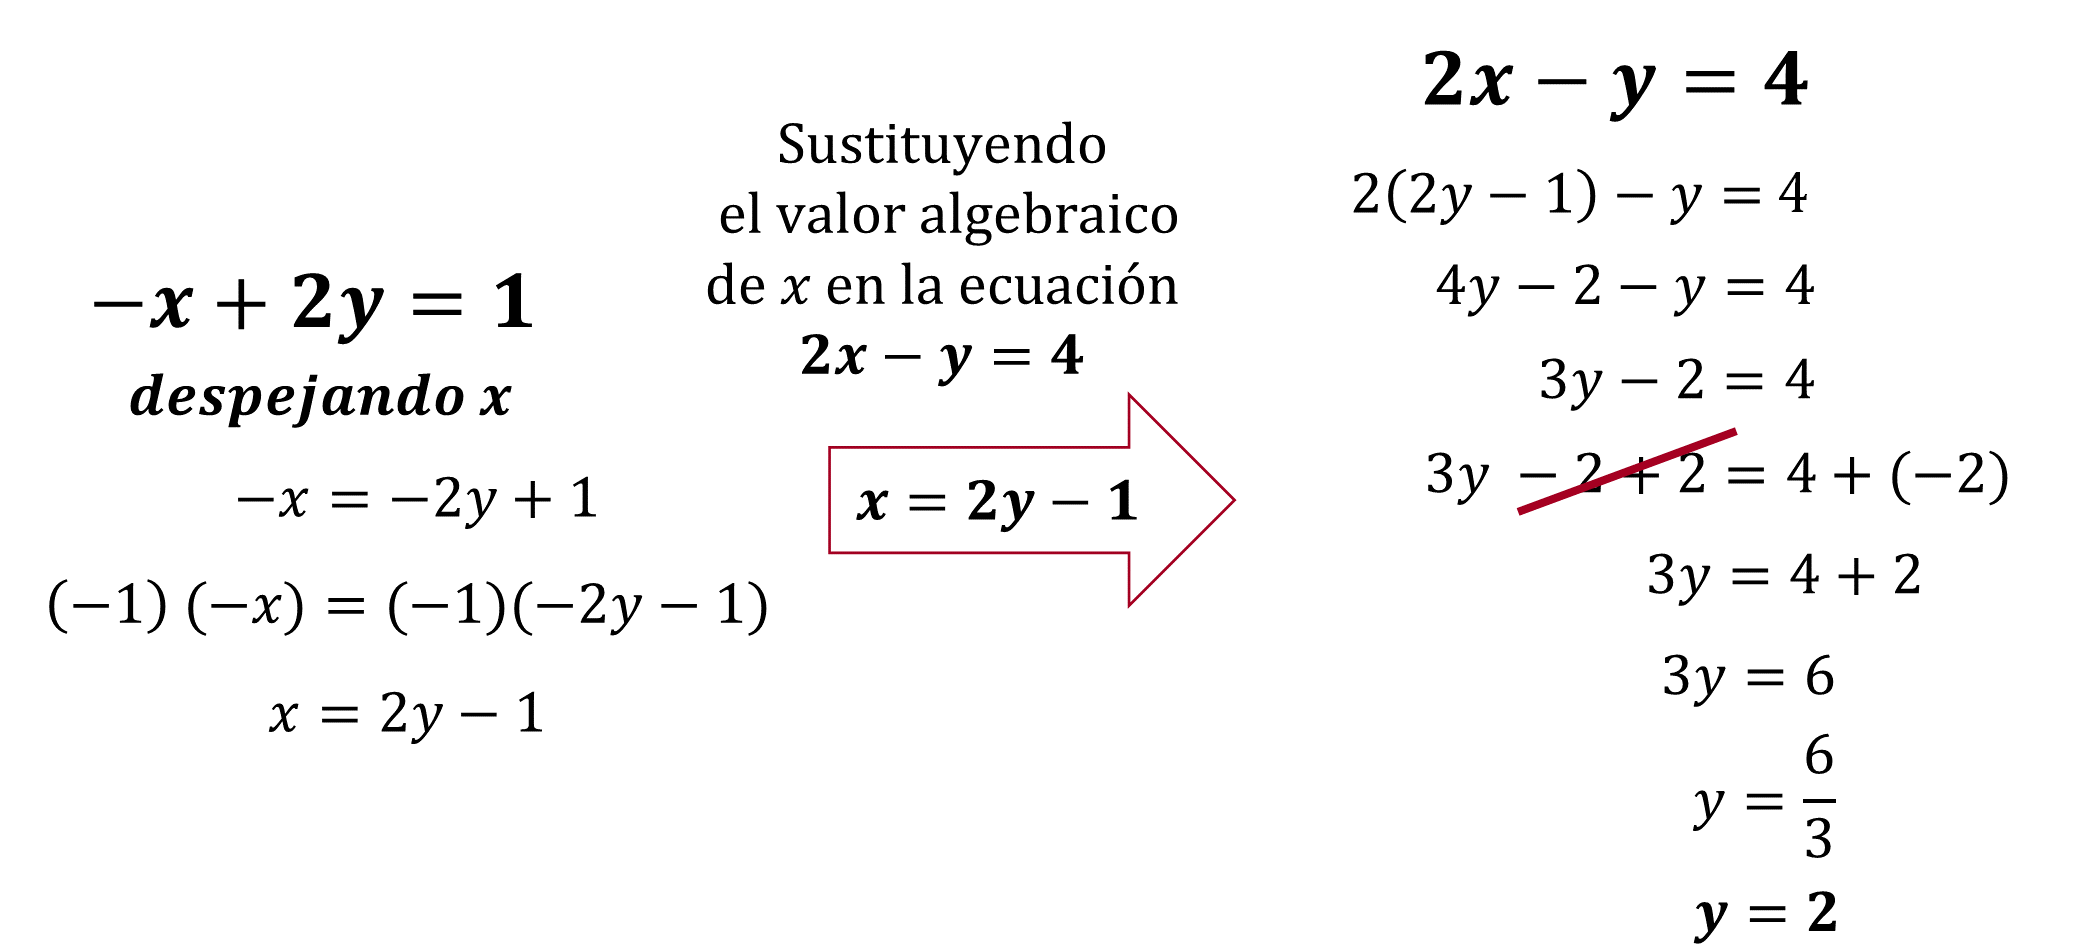 −x + 2y = 1
despejando x
−x = −2y + 1
(−1) (−x) = (−1)(−2y − 1)
x = 2y − 1
Sustituyendo
el valor algebraico
de x en la ecuación
2x − y = 4
x = 2y − 1
2x − y = 4
2(2y − 1) − y = 4
4y − 2 − y = 4
3y − 2 = 4
3y − 2 + 2 = 4 + (−2)
3y = 4 + 2
3y = 6
y = 6/3
y = 2